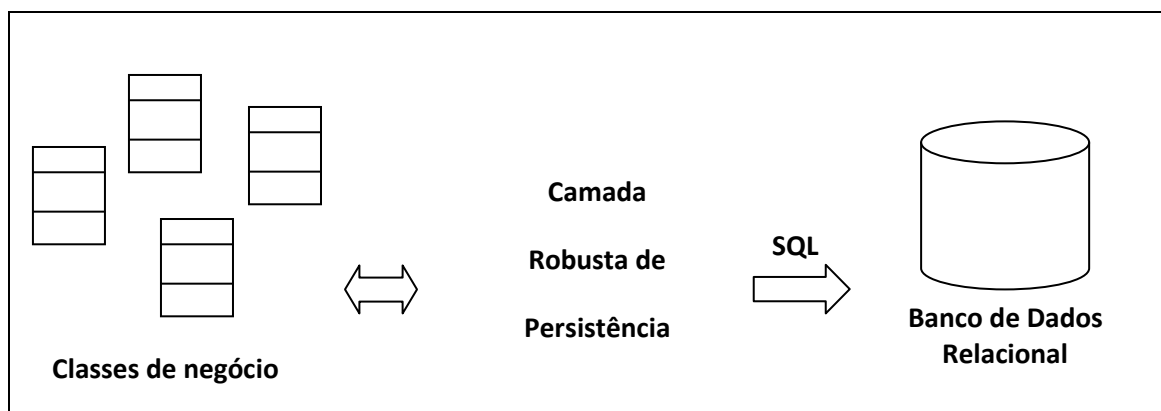 Classes de negócio
Camada
Robusta de
Persistência
SQL
Banco de Dados
Relacional